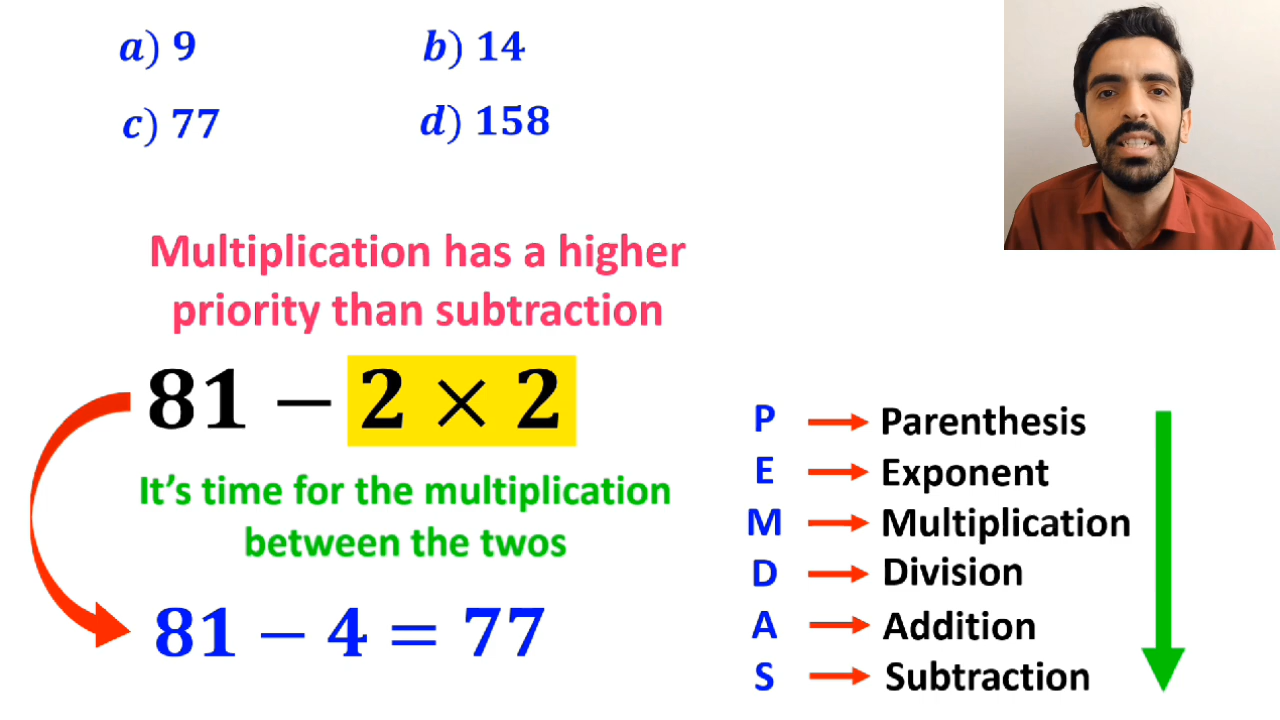 a) 9 b) 14
c) 77 d) 158
Multiplication has a higher
priority than subtraction
81 − 2 × 2
It's time for the multiplication
between the twos
81 − 4 = 77
P → Parenthesis
E → Exponent
M → Multiplication
D → Division
A → Addition
S → Subtraction